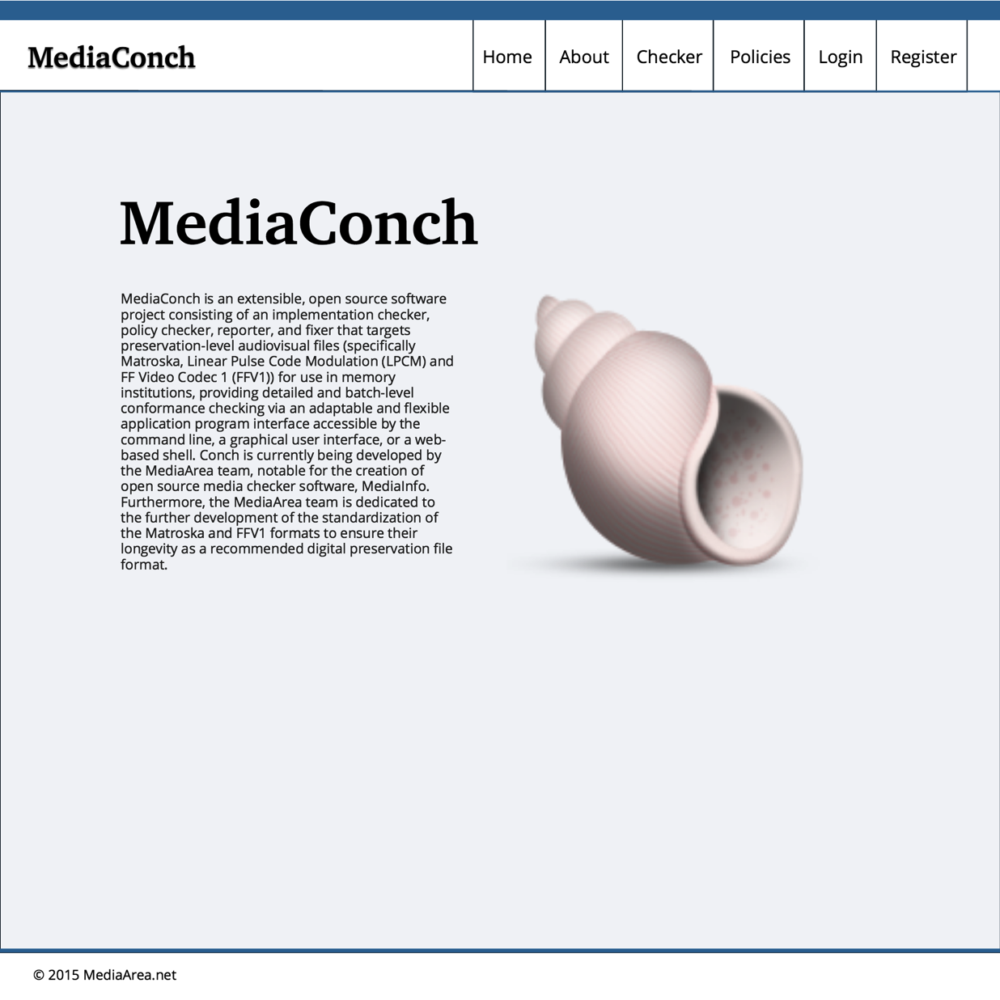 MediaConch
Home About Checker Policies Login Register
MediaConch
MediaConch is an extensible, open source software
project consisting of an implementation checker,
policy checker, reporter, and fixer that targets
preservation-level audiovisual files (specifically
Matroska, Linear Pulse Code Modulation (LPCM) and
FF Video Codec 1 (FFV1)) for use in memory
institutions, providing detailed and batch-level
conformance checking via an adaptable and flexible
application program interface accessible by the
command line, a graphical user interface, or a web-
based shell. Conch is currently being developed by
the MediaArea team, notable for the creation of
open source media checker software, MediaInfo.
Furthermore, the MediaArea team is dedicated to
the further development of the standardization of
the Matroska and FFV1 formats to ensure their
longevity as a recommended digital preservation file
format.
© 2015 MediaArea.net